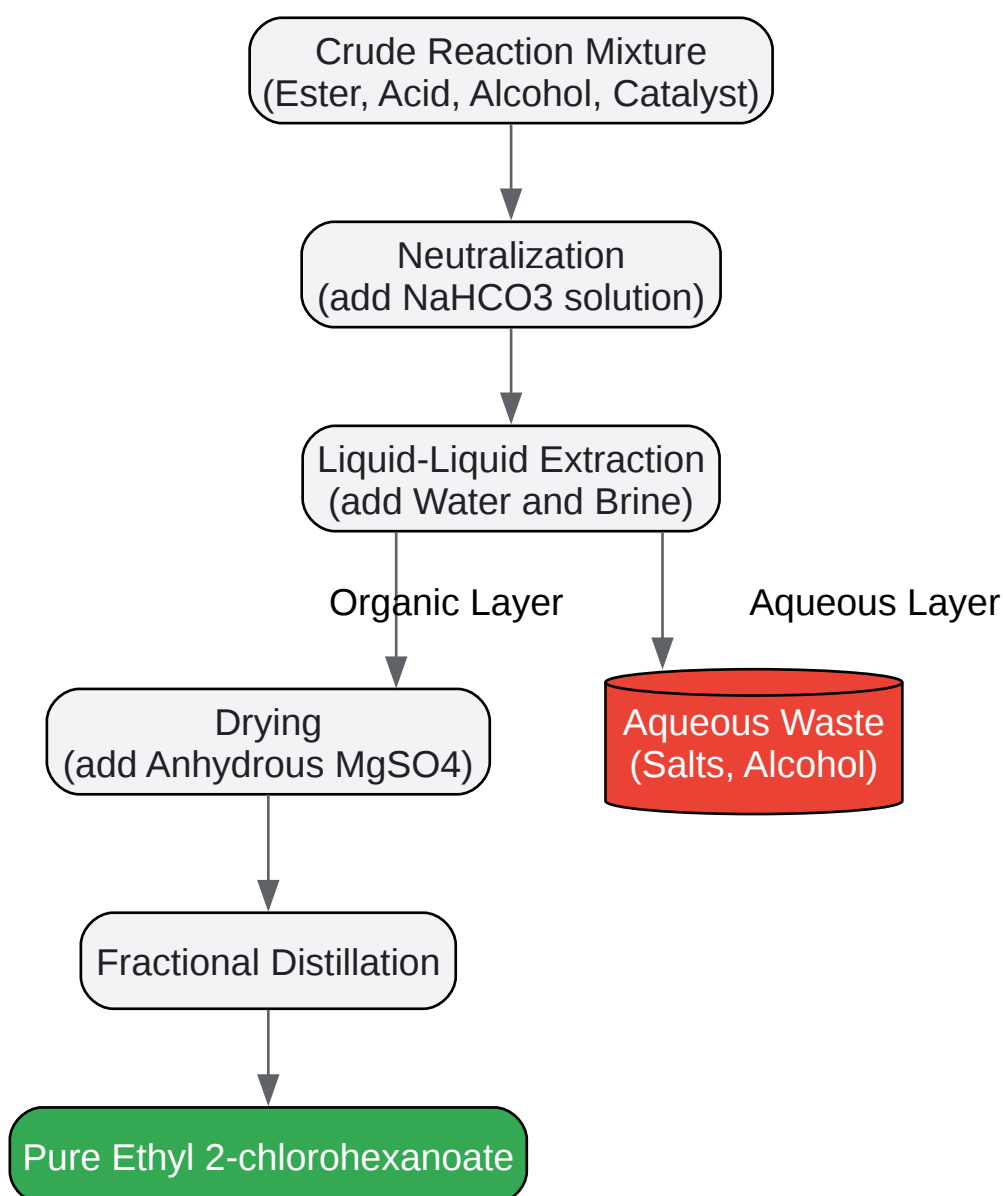 Crude Reaction Mixture
(Ester, Acid, Alcohol, Catalyst)
Neutralization
(add NaHCO3 solution)
Liquid-Liquid Extraction
(add Water and Brine)
Organic Layer
Aqueous Layer
Drying
(add Anhydrous MgSO4)
Aqueous Waste
(Salts, Alcohol)
Fractional Distillation
Pure Ethyl 2-chlorohexanoate